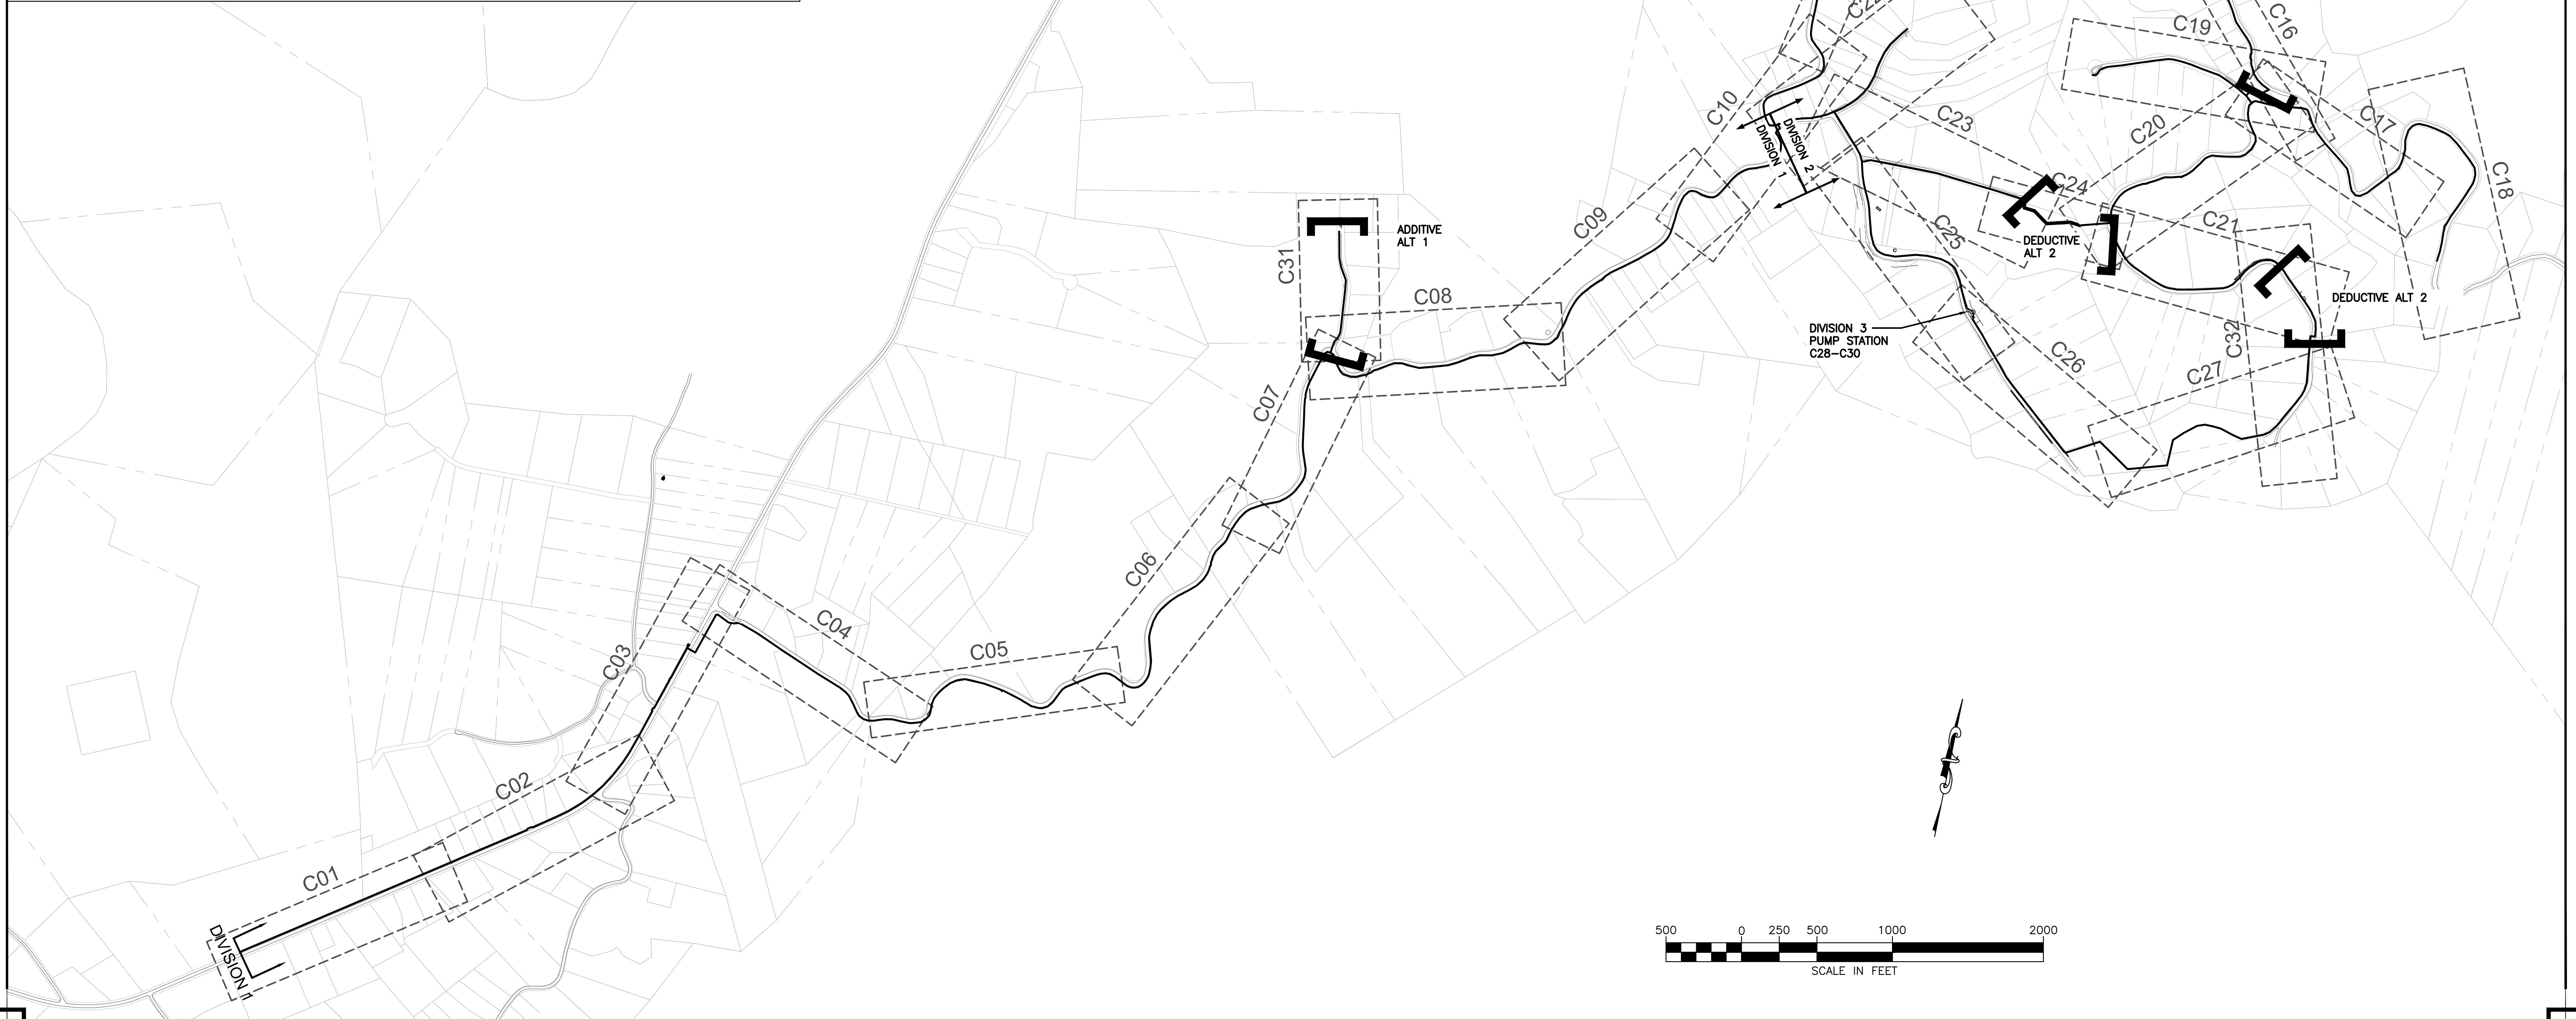 C22
C19
C16
C10
C23
C20
C17
DIVISION 1
DIVISION 2
C24
C18
C09
C25
C21
ADDITIVE
ALT 1
DEDUCTIVE
ALT 2
C31
C08
DEDUCTIVE ALT 2
DIVISION 3
PUMP STATION
C28-C30
C32
C26
C27
C07
C06
C04
C05
C03
C02
C01
DIVISION 1
500 0 250 500 1000 2000
SCALE IN FEET